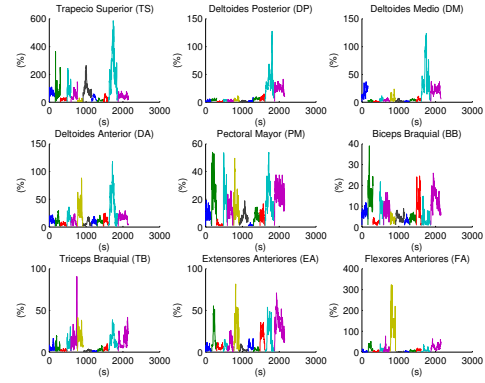 Trapecio Superior (TS)
Deltoides Posterior (DP)
Deltoides Medio (DM)
600
400
200
0
(%)
0 1000 2000 3000
(s)
150
100
50
0
(%)
0 1000 2000 3000
(s)
150
100
50
0
(%)
0 1000 2000 3000
(s)
Deltoides Anterior (DA)
Pectoral Mayor (PM)
Biceps Braquial (BB)
150
100
50
0
(%)
0 1000 2000 3000
(s)
60
40
20
0
(%)
0 1000 2000 3000
(s)
40
30
20
10
0
(%)
0 1000 2000 3000
(s)
Triceps Braquial (TB)
Extensores Anteriores (EA)
Flexores Anteriores (FA)
100
50
0
(%)
0 1000 2000 3000
(s)
100
50
0
(%)
0 1000 2000 3000
(s)
400
300
200
100
0
(%)
0 1000 2000 3000
(s)